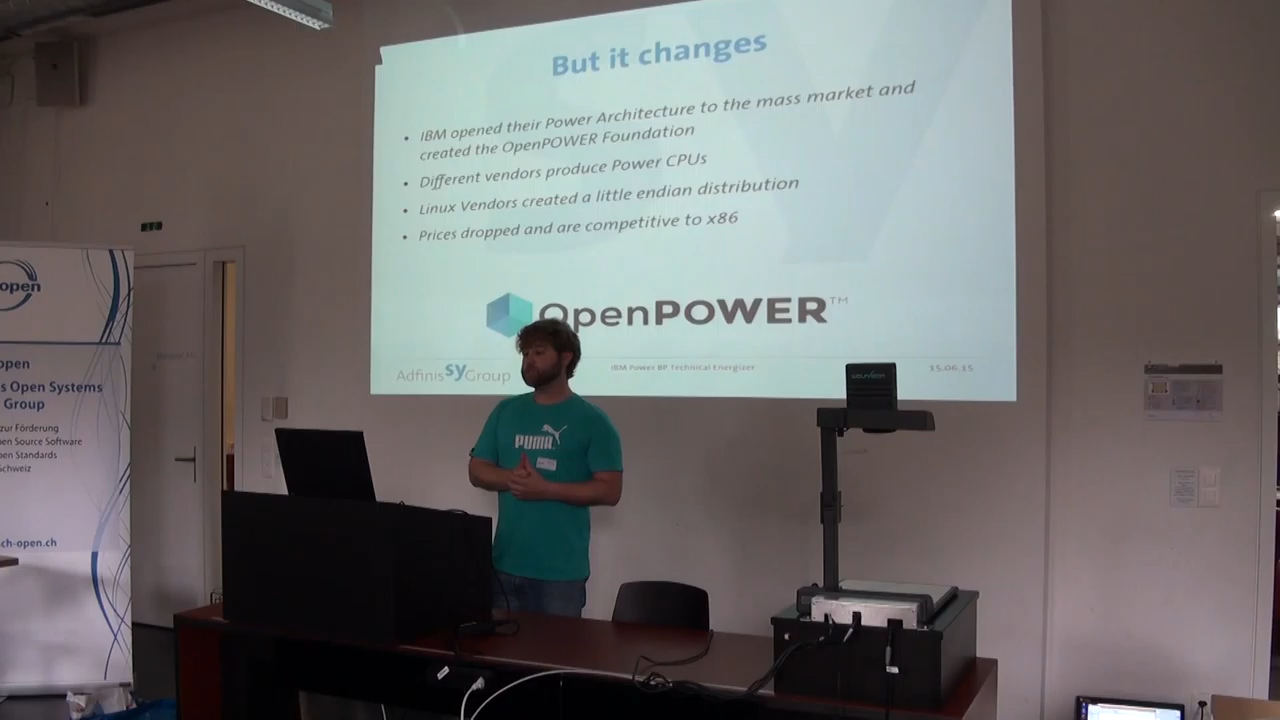 But it changes
• IBM opened their Power Architecture to the mass market and
created the OpenPOWER Foundation
• Different vendors produce Power CPUs
• Linux Vendors created a little endian distribution
• Prices dropped and are competitive to x86
OpenPOWER™
AdfinissyGroup
IBM Power BP Technical Energizer
15.06.15
open
open
s Open Systems
Group
zur Förderung
pen Source Software
pen Standards
Schweiz
ch-open.ch
PUMA